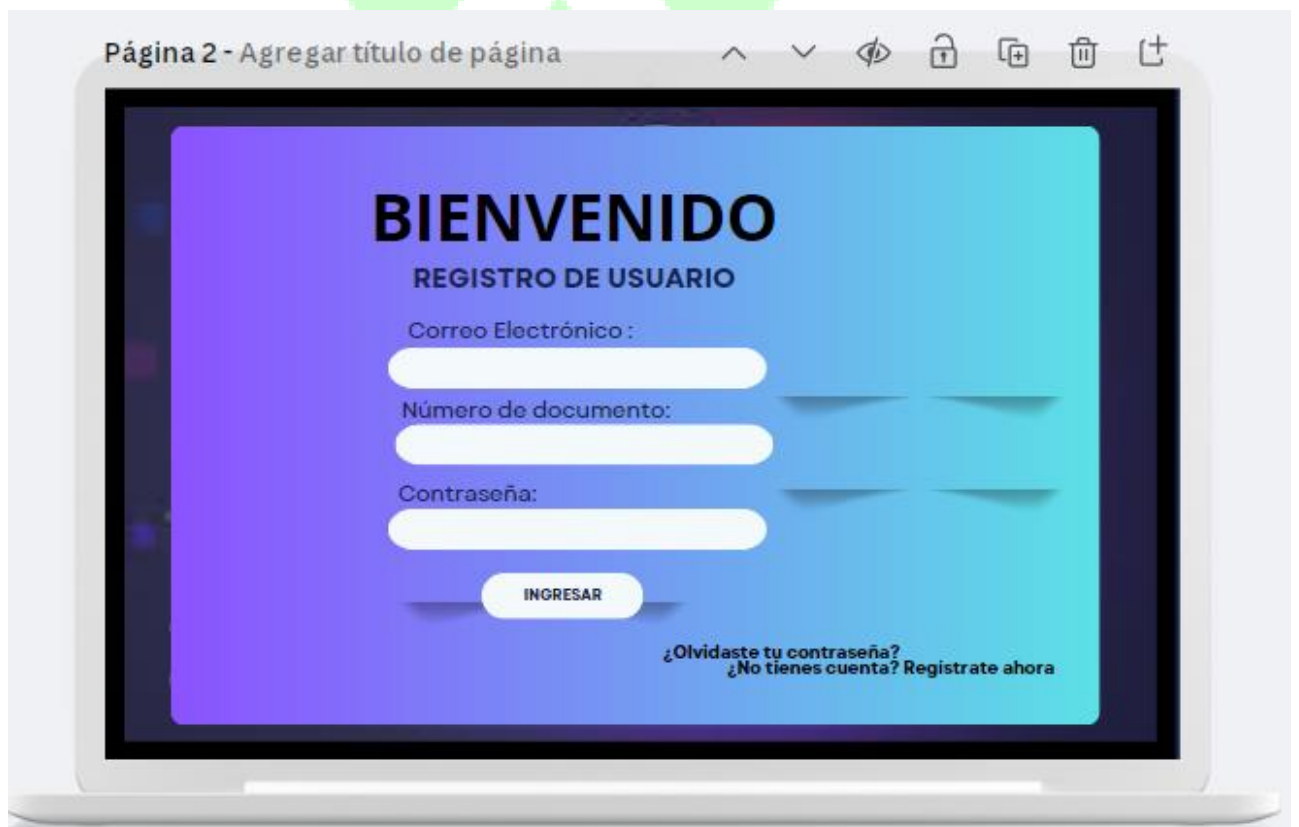 Página 2 - Agregar título de página
BIENVENIDO
REGISTRO DE USUARIO
Correo Electrónico :
Número de documento:
Contraseña:
INGRESAR
¿Olvidaste tu contraseña?
¿No tienes cuenta? Registrate ahora